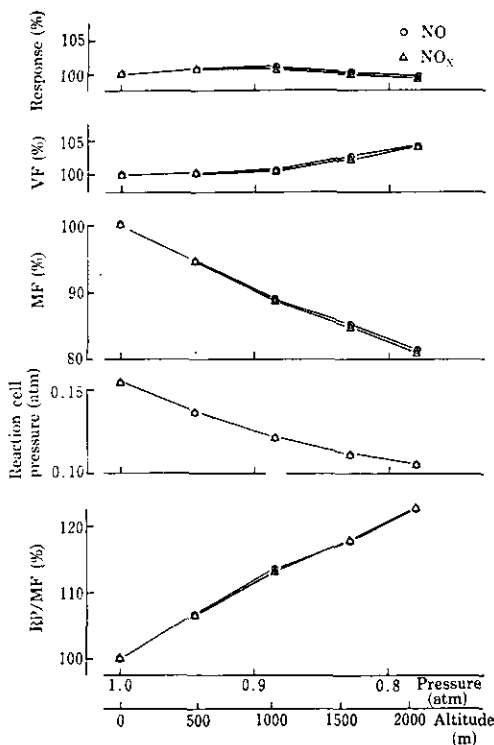 NO
NOX
Response (%)
105
100
VF (%)
105
100
MF (%)
100
90
80
Reaction cell
pressure (atm)
0.15
0.10
RP/MF (%)
120
110
100
1.0 0.9 0.8 Pressure
(atm)
0 500 1000 1500 2000 Altitude
(m)